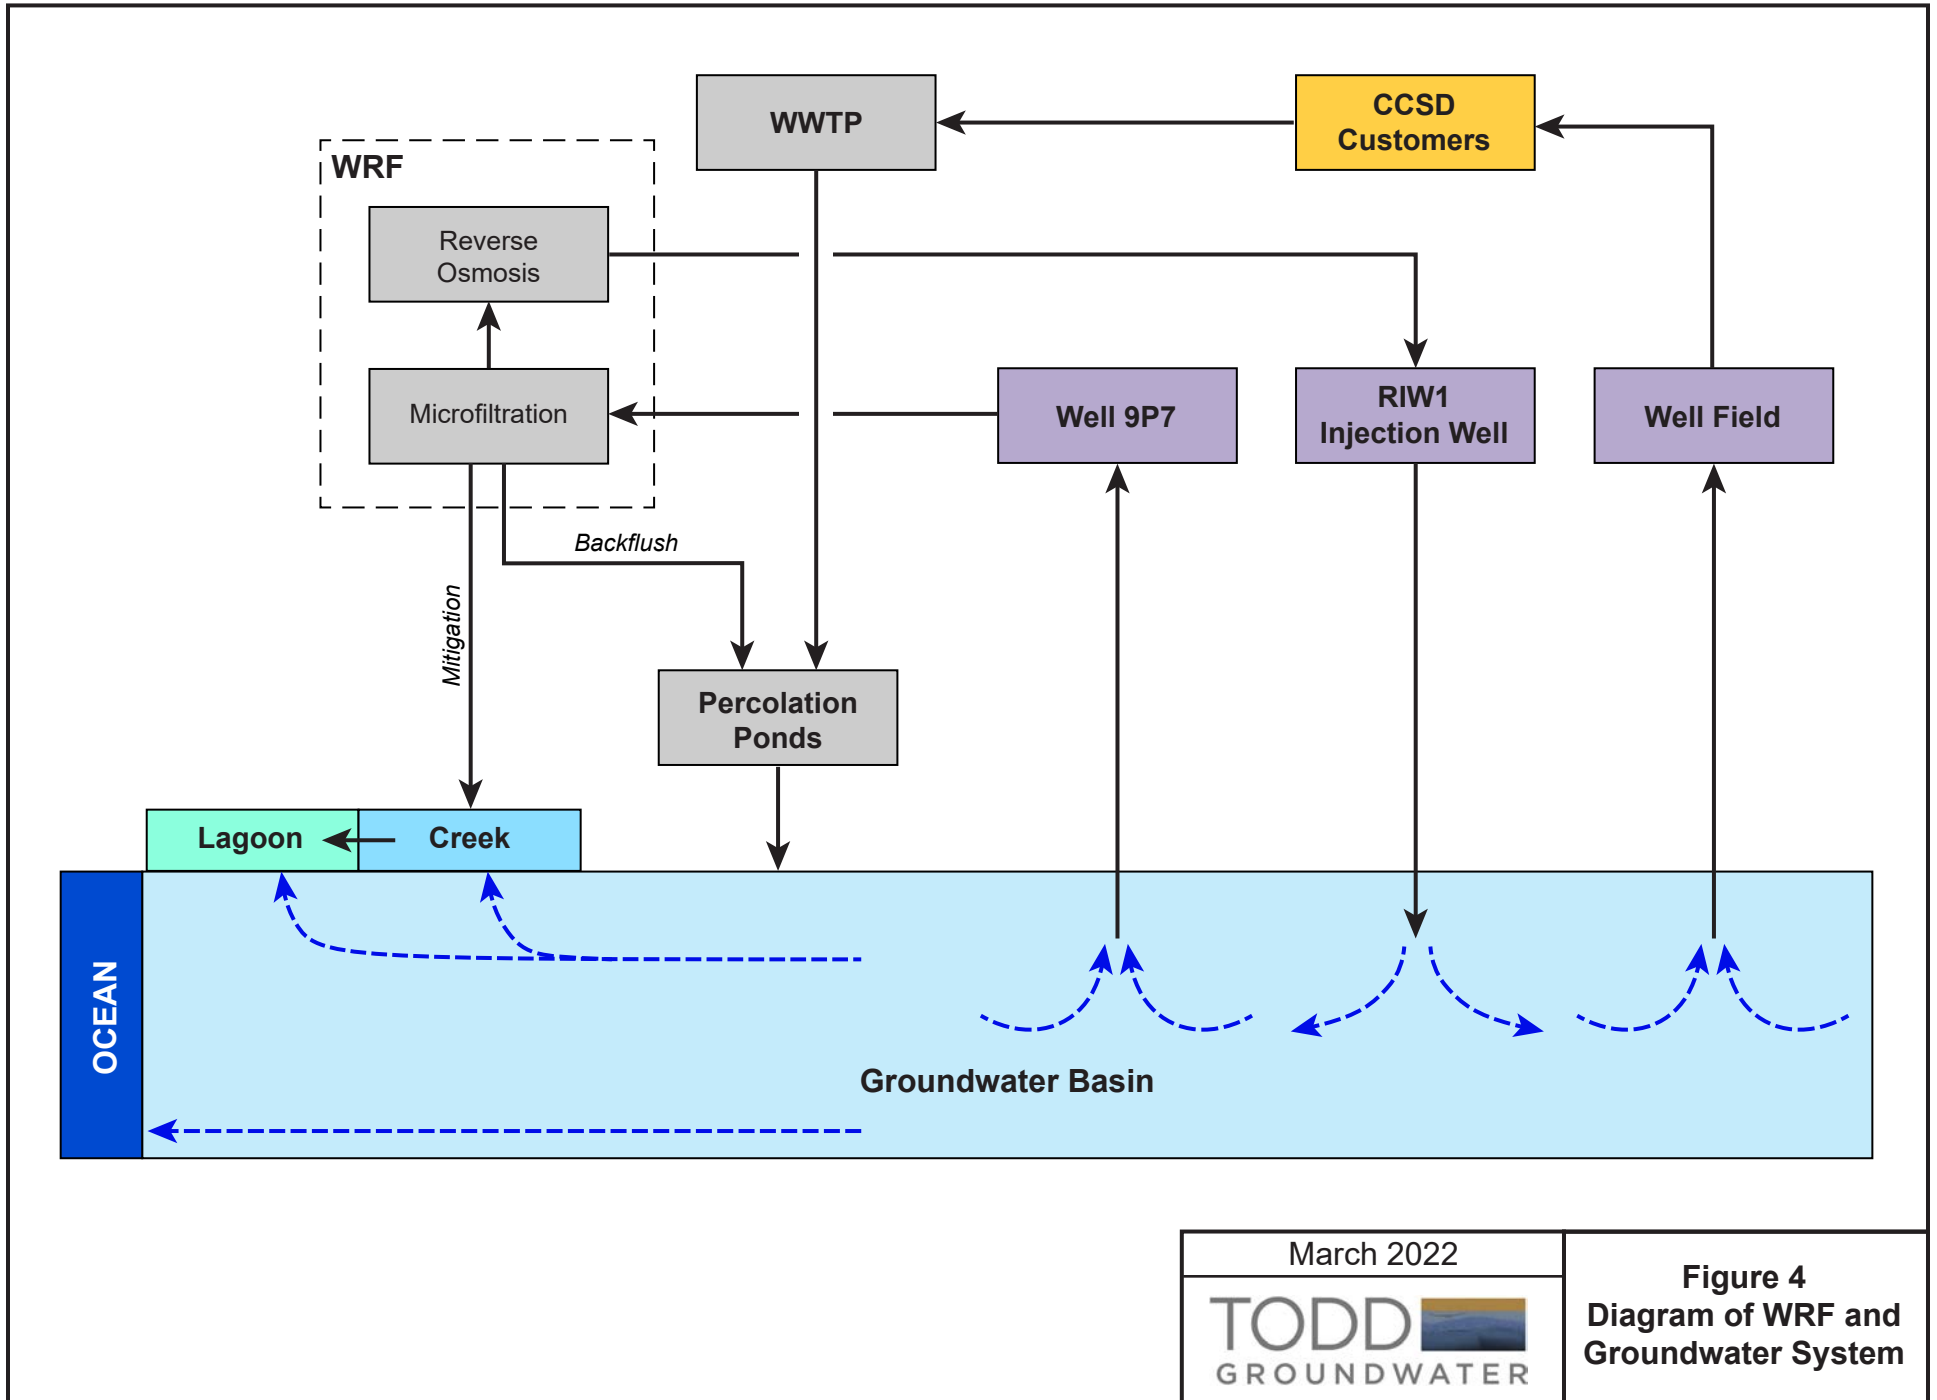 WWTP
CCSD
Customers
WRF
Reverse
Osmosis
Microfiltration
Well 9P7
RIW1
Injection Well
Well Field
Backflush
Mitigation
Percolation
Ponds
Lagoon
Creek
OCEAN
Groundwater Basin
March 2022
TODD
GROUNDWATER
Figure 4
Diagram of WRF and
Groundwater System